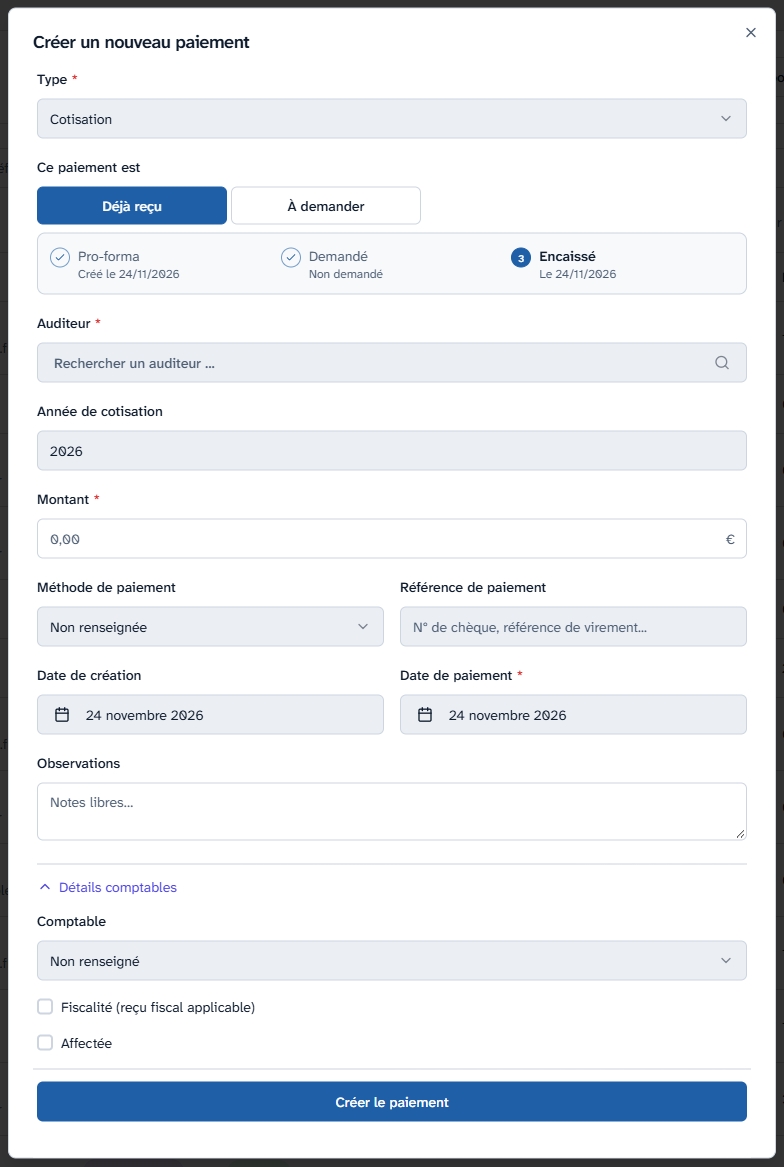 Créer un nouveau paiement
Type *
Cotisation
Ce paiement est
Déjà reçu
À demander
Pro-forma
Créé le 24/11/2026
Demandé
Non demandé
3
Encaissé
Le 24/11/2026
Auditeur *
Rechercher un auditeur ...
Année de cotisation
2026
Montant *
0,00
€
Méthode de paiement
Non renseignée
Référence de paiement
N° de chèque, référence de virement...
Date de création
24 novembre 2026
Date de paiement *
24 novembre 2026
Observations
Notes libres...
Détails comptables
Comptable
Non renseigné
Fiscalité (reçu fiscal applicable)
Affectée
Créer le paiement